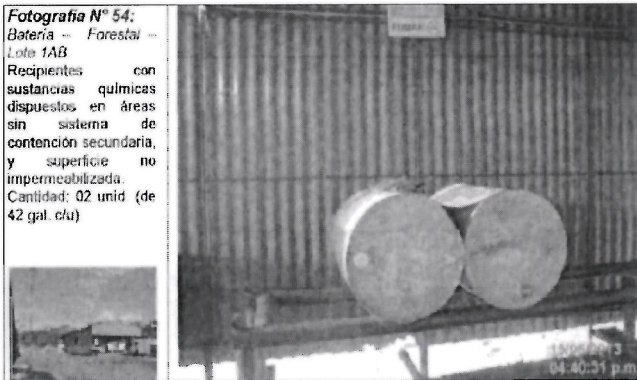 Fotografía N° 54:
Batería – Forestal –
Lote 1AB
Recipientes con
sustancias químicas
dispuestos en áreas
sin sistema de
contención secundaria,
y superficie no
impermeabilizada.
Cantidad: 02 unid (de
42 gal. c/u)
04:40:31 p.m